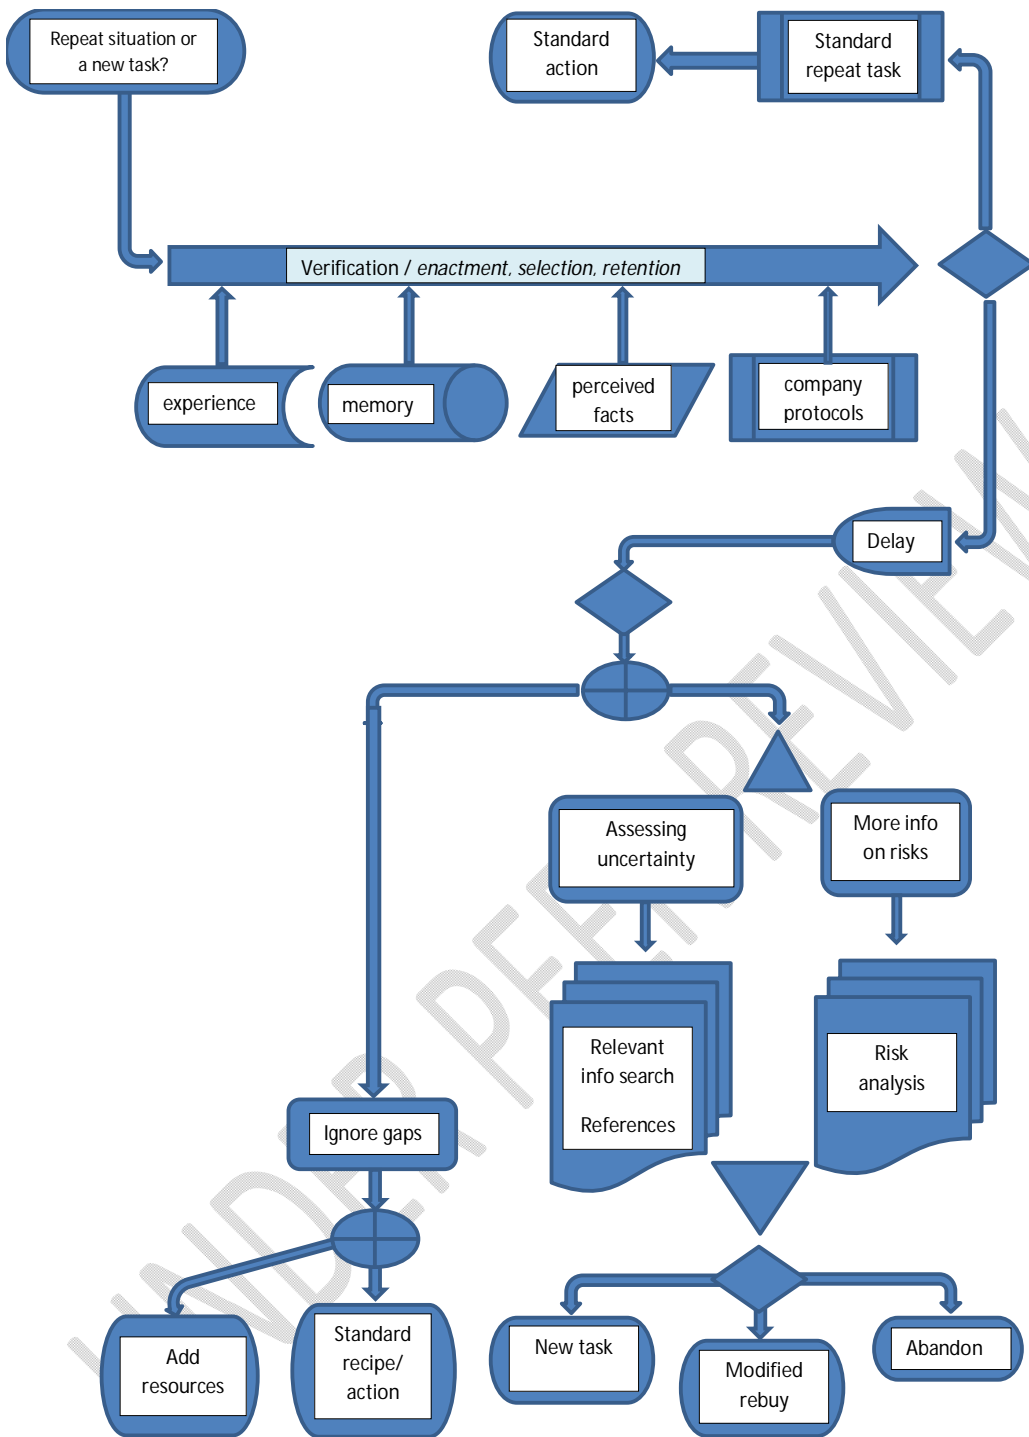 Repeat situation or
a new task?
Standard
action
Standard
repeat task
Verification / enactment, selection, retention
experience
memory
perceived
facts
company
protocols
Delay
Assessing
uncertainty
More info
on risks
Relevant
info search
References
Risk
analysis
Ignore gaps
Add
resources
Standard
recipe/
action
New task
Modified
rebuy
Abandon
UNDER PEER REVIEW